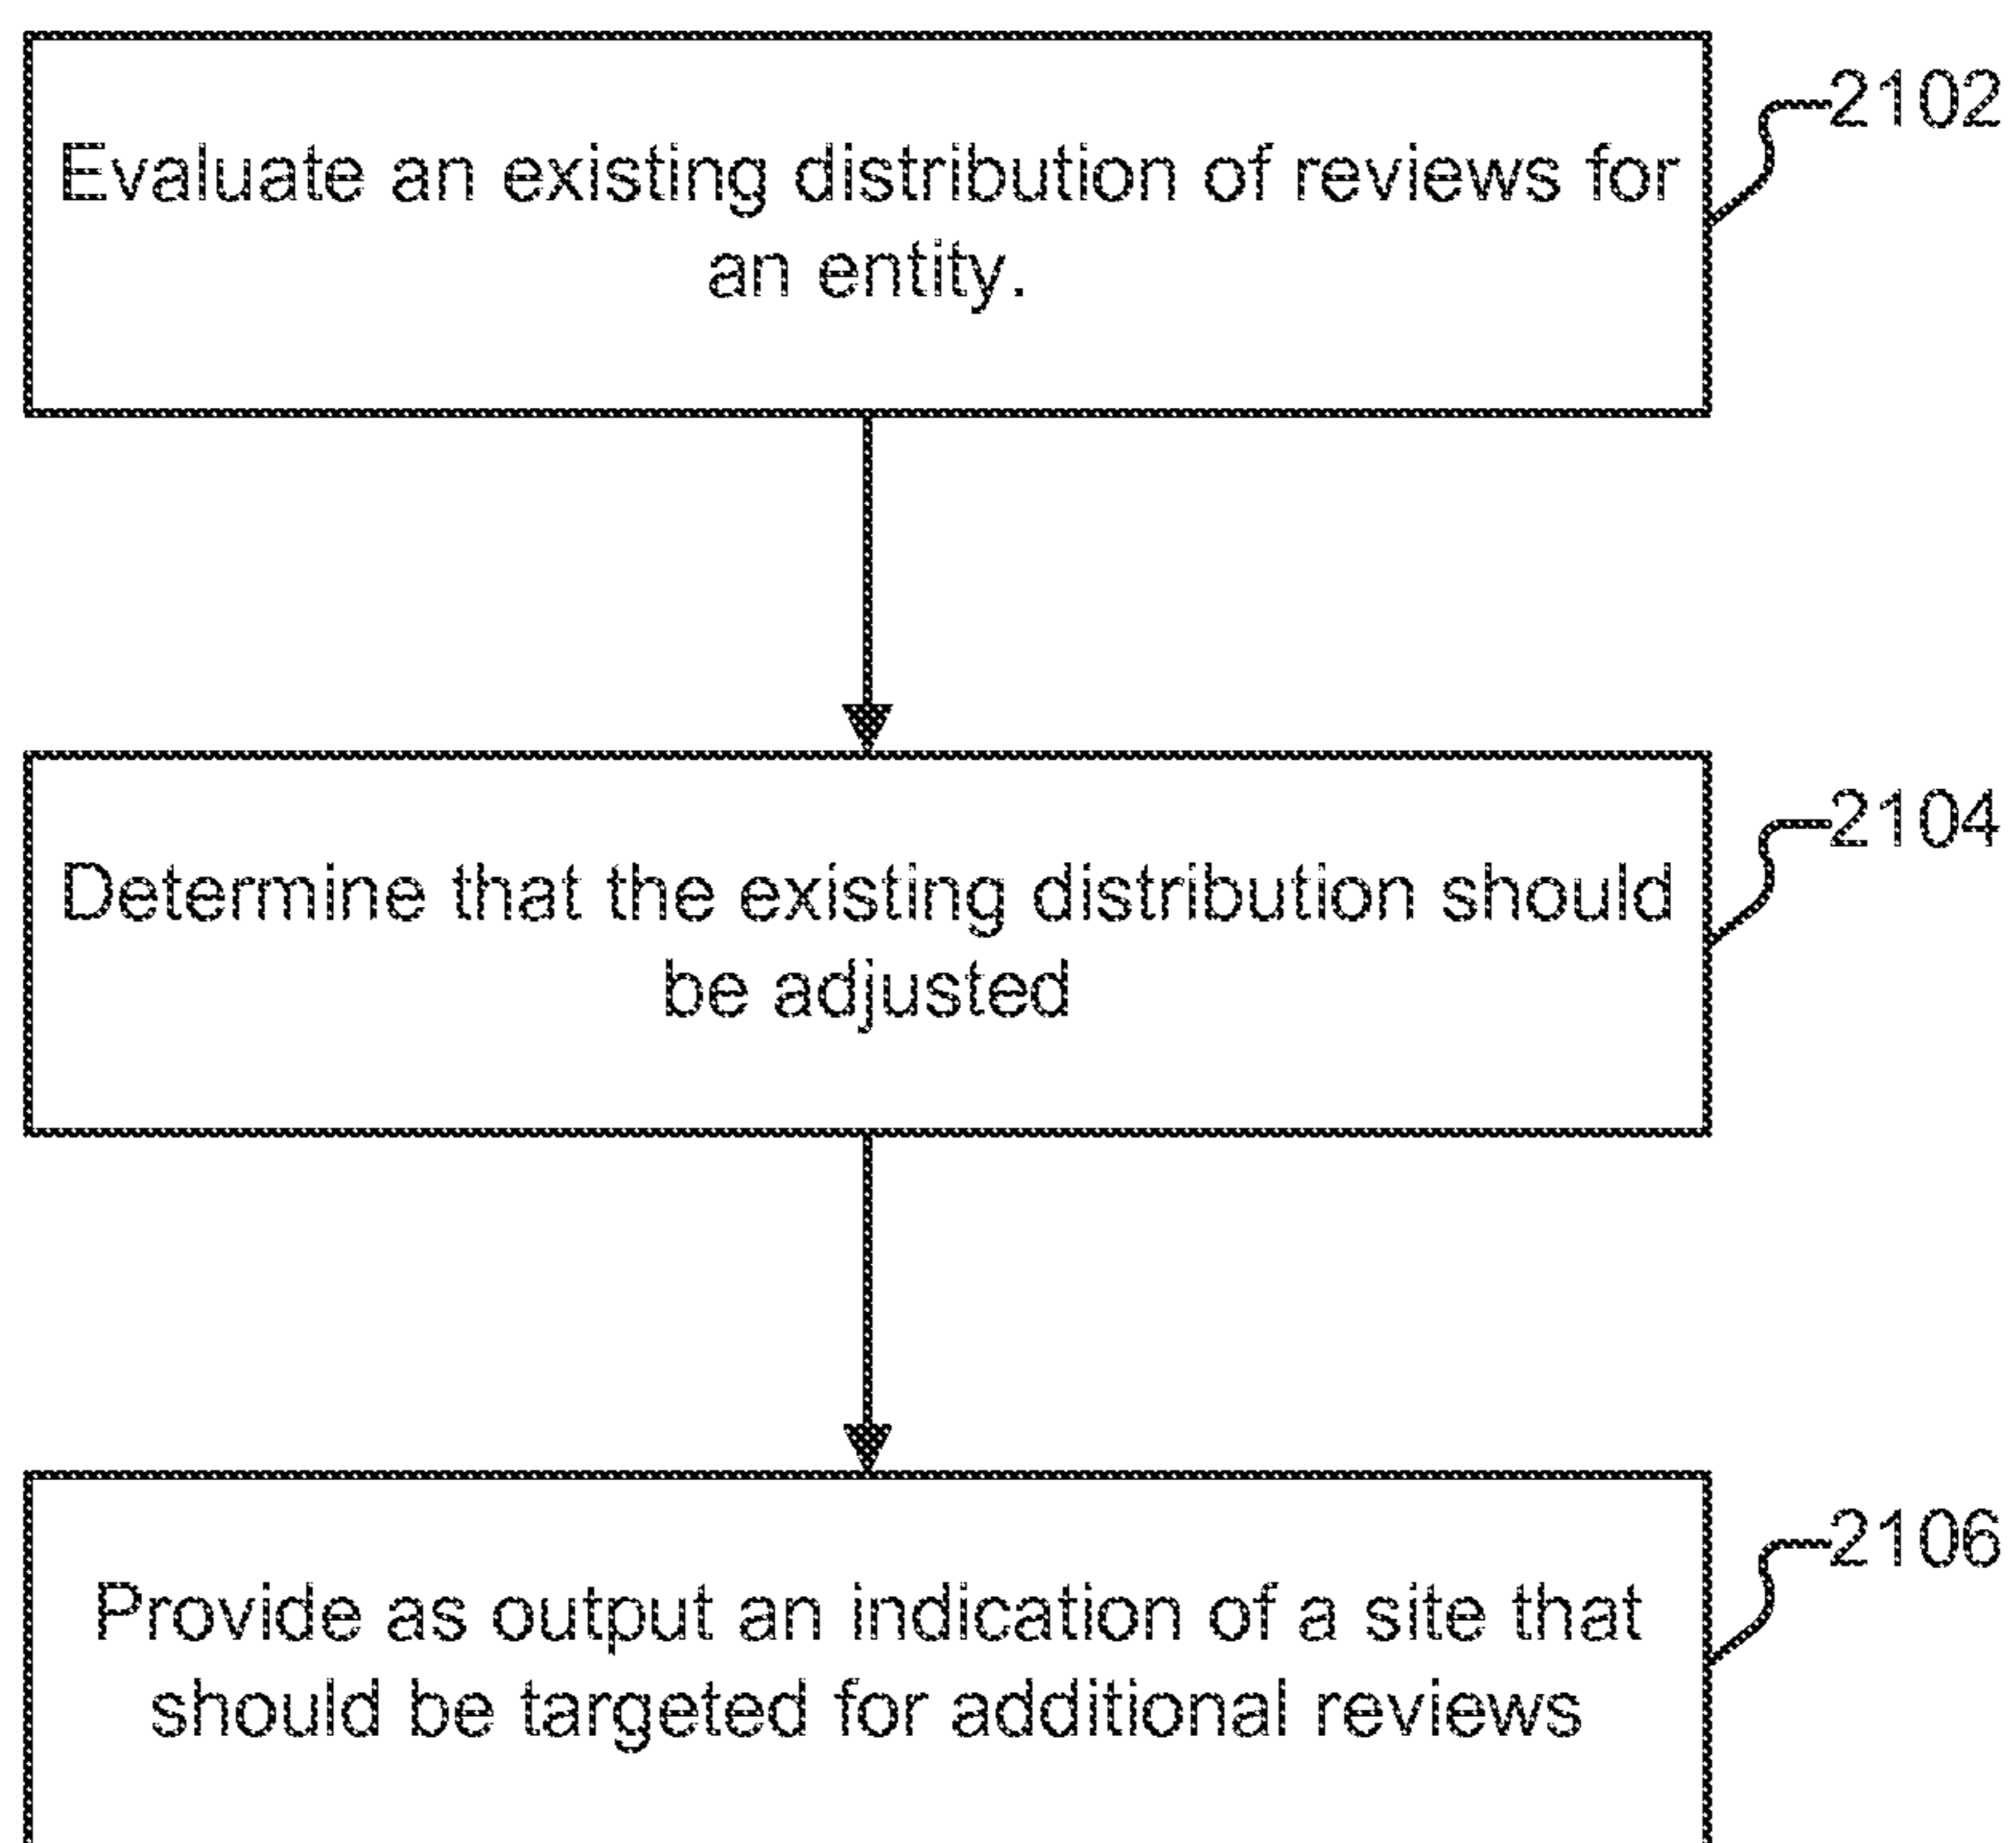 Evaluate an existing distribution of reviews for
an entity.
2102
Determine that the existing distribution should
be adjusted
2104
Provide as output an indication of a site that
should be targeted for additional reviews
2106